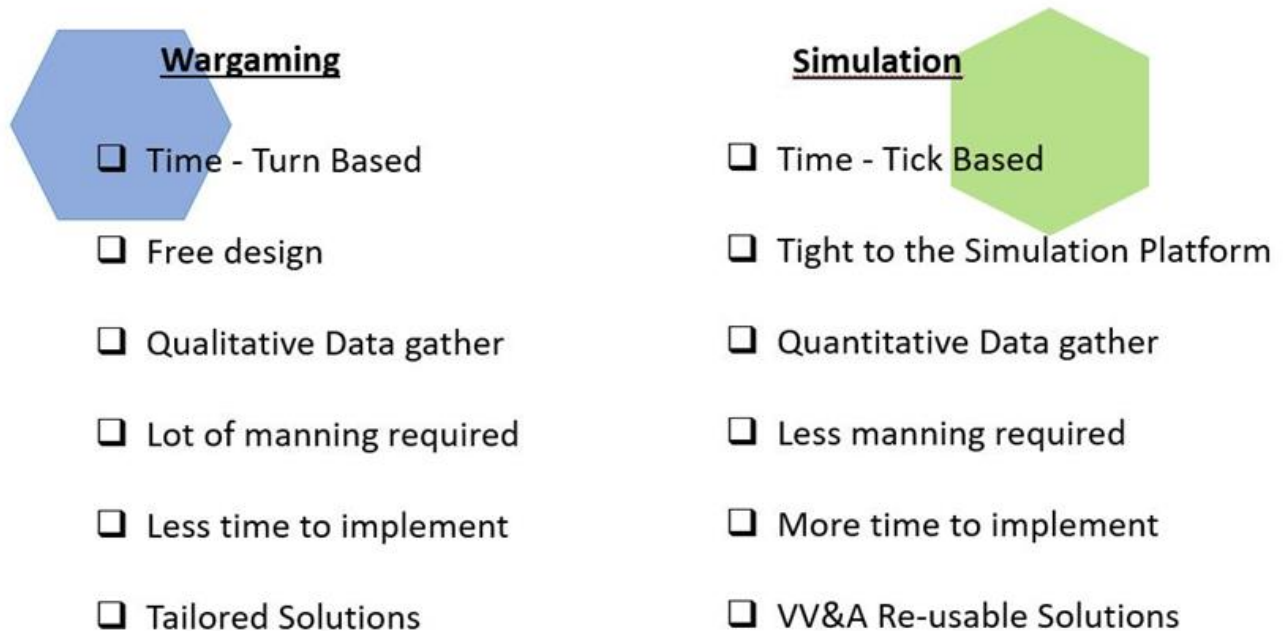 Wargaming
Time - Turn Based
Free design
Qualitative Data gather
Lot of manning required
Less time to implement
Tailored Solutions
Simulation
Time - Tick Based
Tight to the Simulation Platform
Quantitative Data gather
Less manning required
More time to implement
VV&A Re-usable Solutions